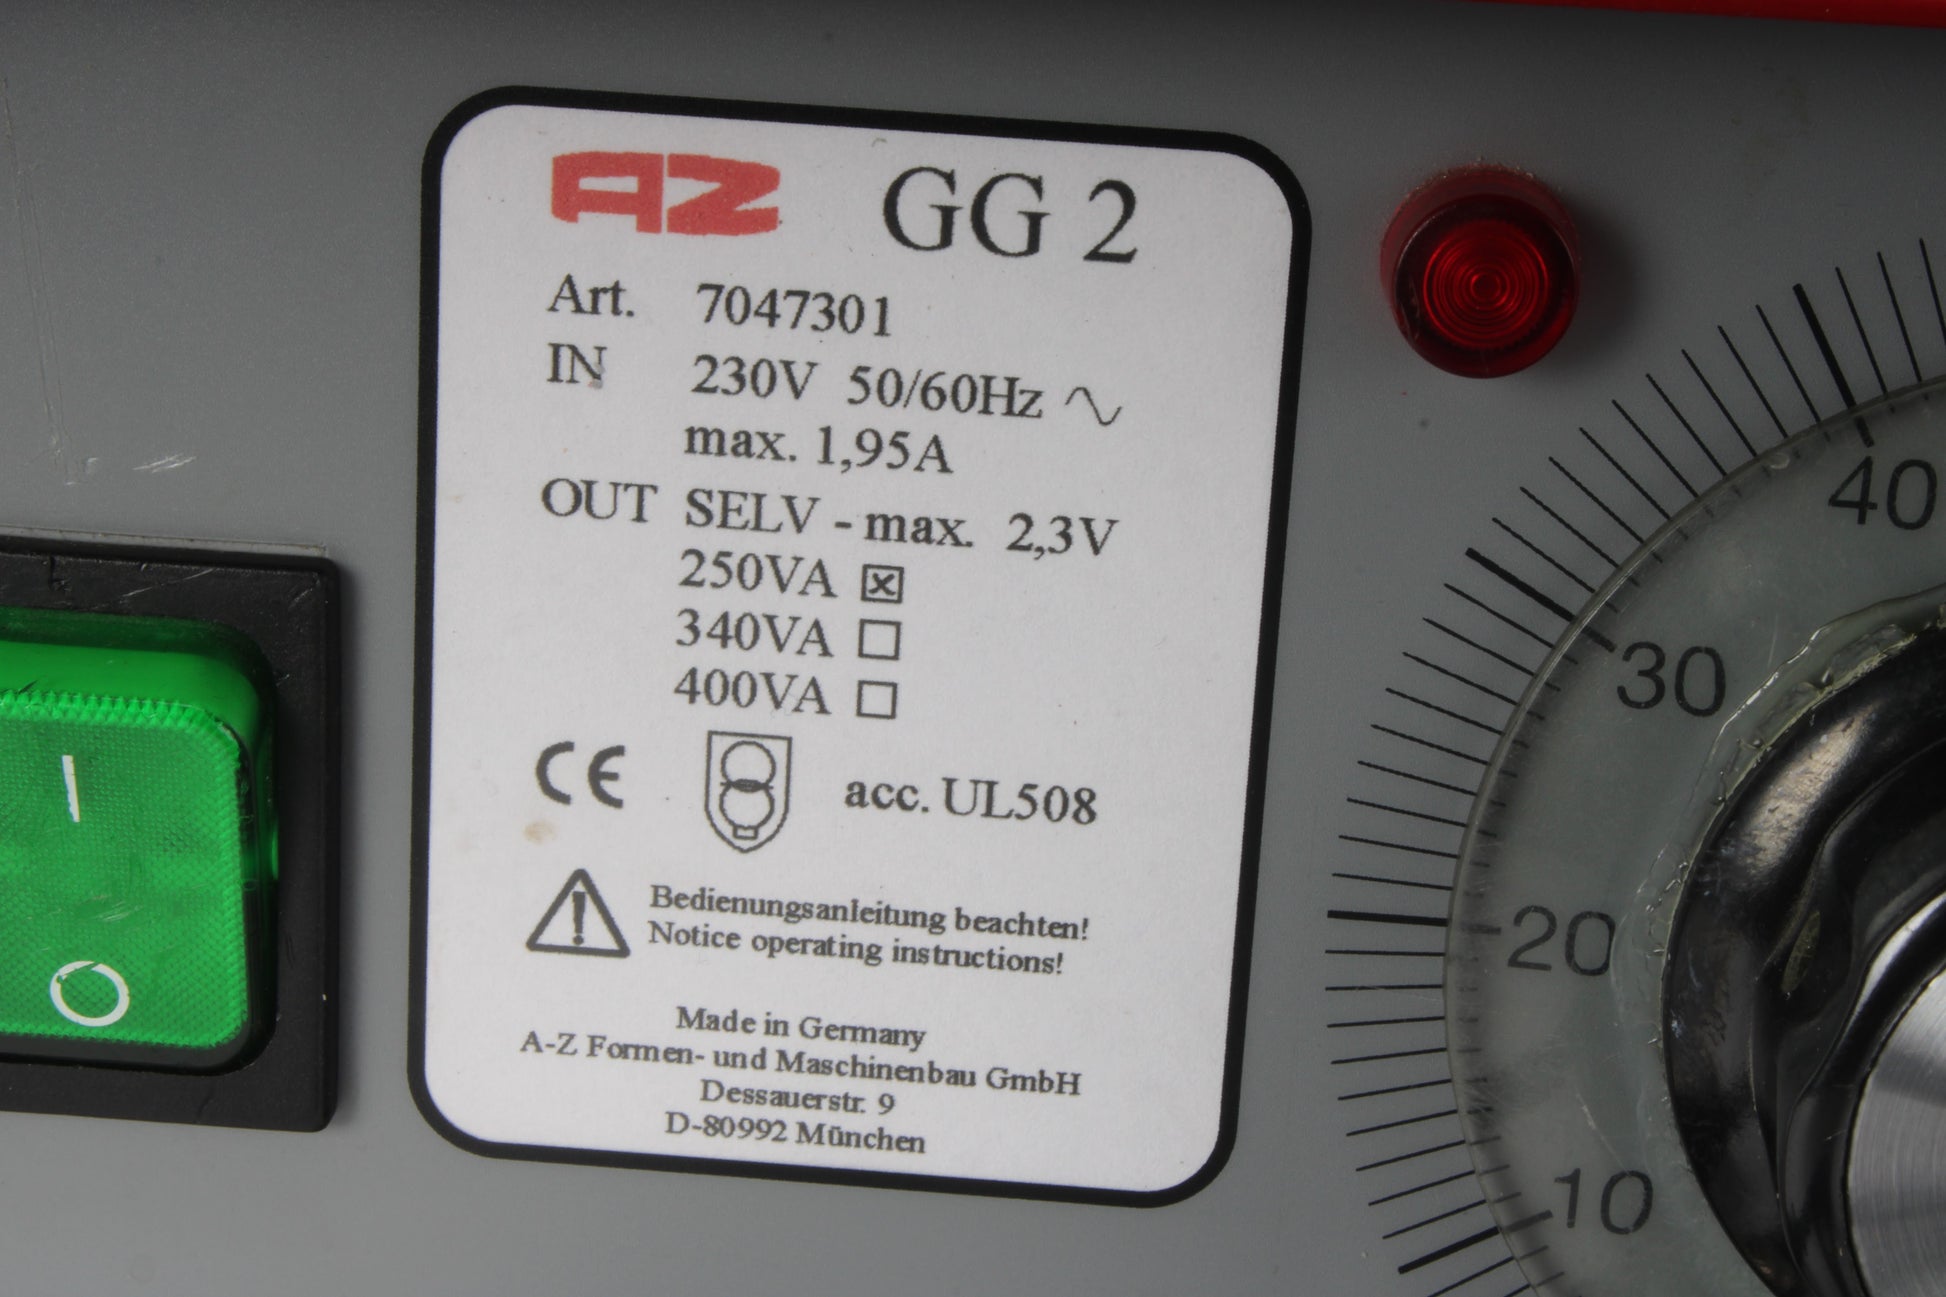 AZ GG 2
Art. 7047301
IN 230V 50/60Hz ∿
max. 1,95A
OUT SELV - max. 2,3V
250VA ☒
340VA ☐
400VA ☐
CE acc. UL508
Bedienungsanleitung beachten!
Notice operating instructions!
Made in Germany
A-Z Formen- und Maschinenbau GmbH
Dessauerstr. 9
D-80992 München
I
O
40
30
20
10